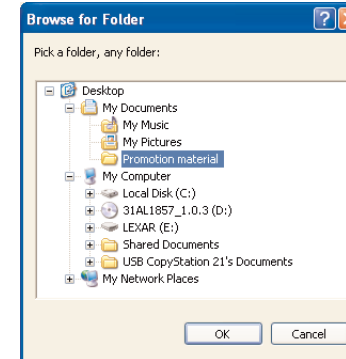 Browse for Folder
Pick a folder, any folder:
Desktop
My Documents
My Music
My Pictures
Promotion material
My Computer
Local Disk (C:)
31AL1857_1.0.3 (D:)
LEXAR (E:)
Shared Documents
USB CopyStation 21's Documents
My Network Places
OK Cancel